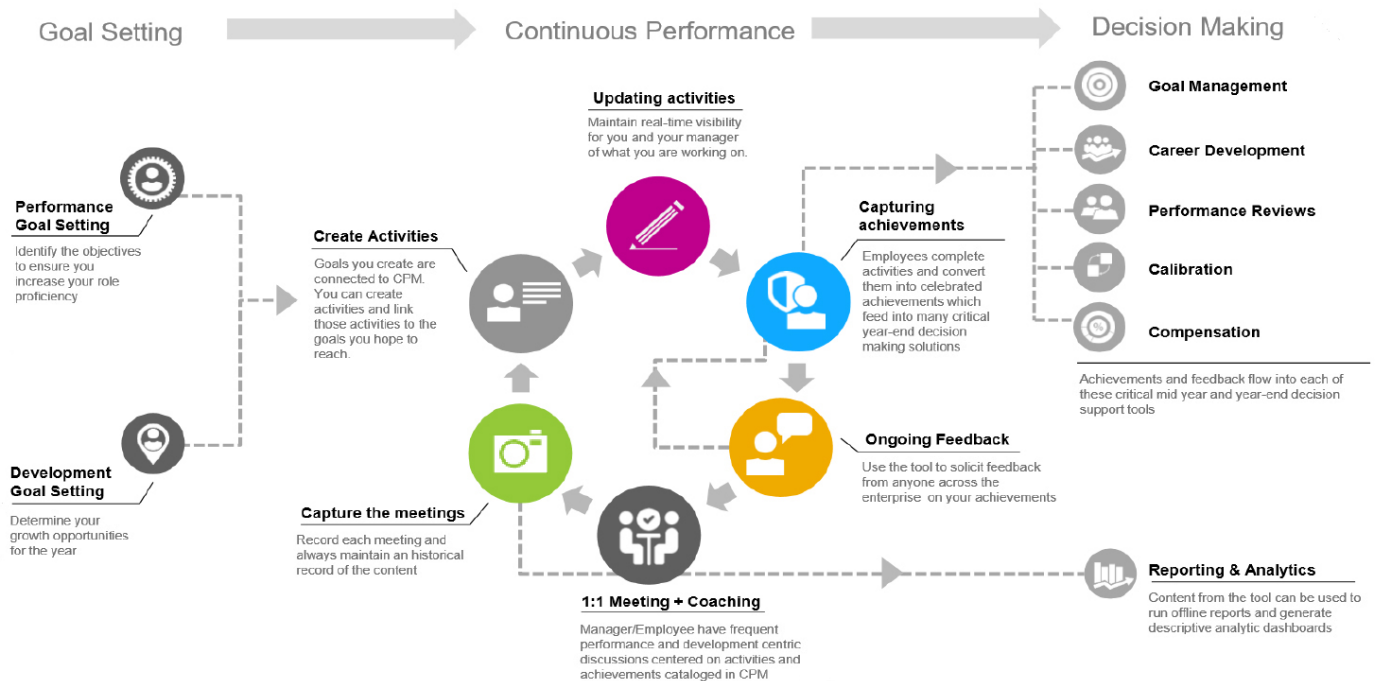 Goal Setting
Continuous Performance
Decision Making
Performance
Goal Setting
Identify the objectives
to ensure you
increase your role
proficiency
Development
Goal Setting
Determine your
growth opportunities
for the year
Create Activities
Goals you create are
connected to CPM.
You can create
activities and link
those activities to the
goals you hope to
reach.
Updating activities
Maintain real-time visibility
for you and your manager
of what you are working on.
Capturing
achievements
Employees complete
activities and convert
them into celebrated
achievements which
feed into many critical
year-end decision
making solutions
Ongoing Feedback
Use the tool to solicit feedback
from anyone across the
enterprise on your achievements
1:1 Meeting + Coaching
Manager/Employee have frequent
performance and development centric
discussions centered on activities and
achievements cataloged in CPM
Capture the meetings
Record each meeting and
always maintain an historical
record of the content
Goal Management
Career Development
Performance Reviews
Calibration
%
Compensation
Achievements and feedback flow into each of
these critical mid year and year-end decision
support tools
Reporting & Analytics
Content from the tool can be used to
run offline reports and generate
descriptive analytic dashboards